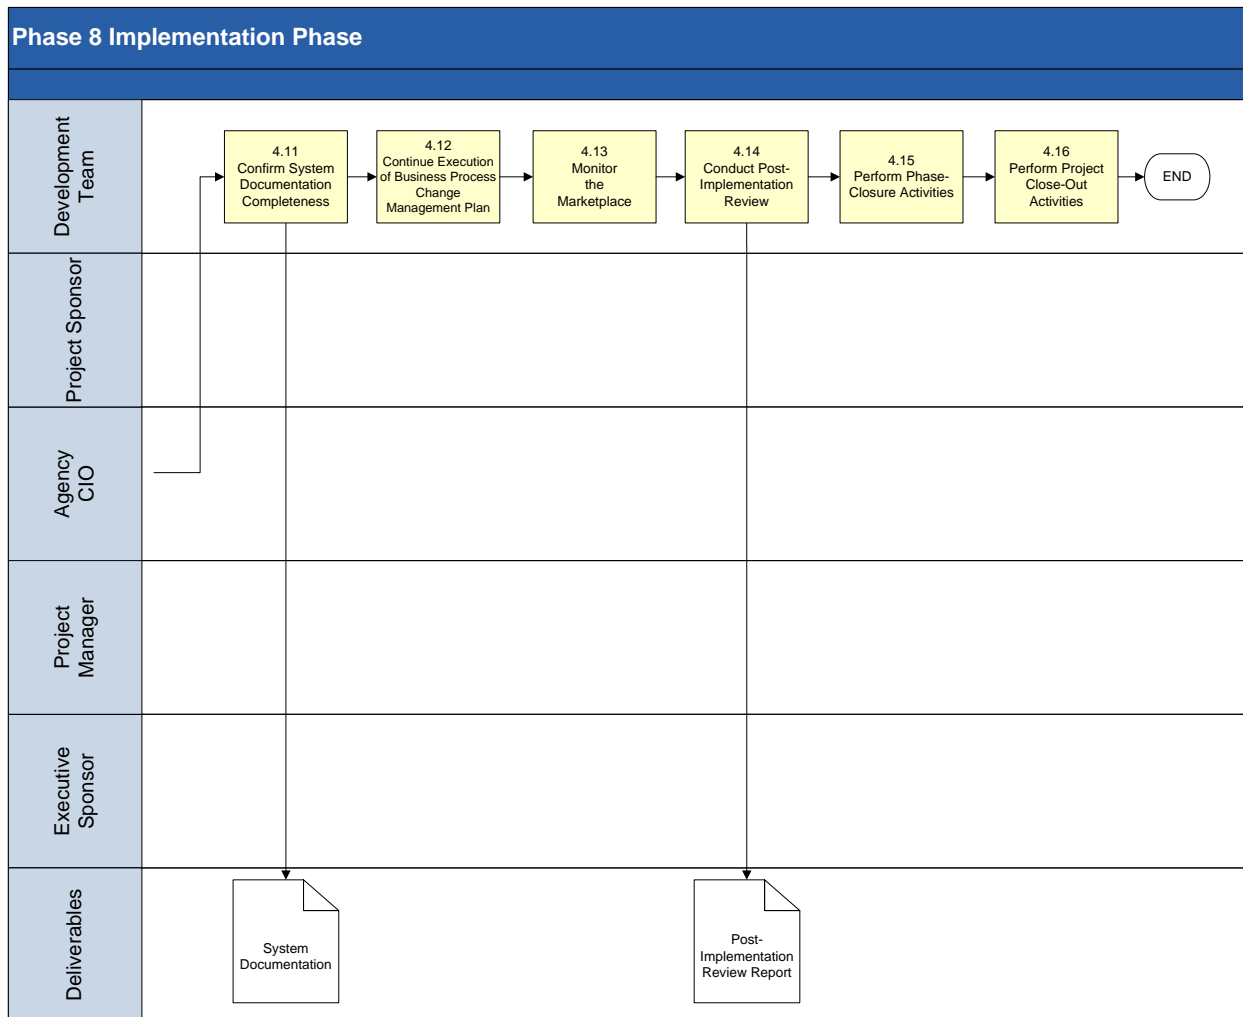 Phase 8 Implementation Phase
Development
Team
4.11
Confirm System
Documentation
Completeness
4.12
Continue Execution
of Business Process
Change
Management Plan
4.13
Monitor
the
Marketplace
4.14
Conduct Post-
Implementation
Review
4.15
Perform Phase-
Closure Activities
4.16
Perform Project
Close-Out
Activities
END
Project Sponsor
Agency
CIO
Project
Manager
Executive
Sponsor
Deliverables
System
Documentation
Post-
Implementation
Review Report